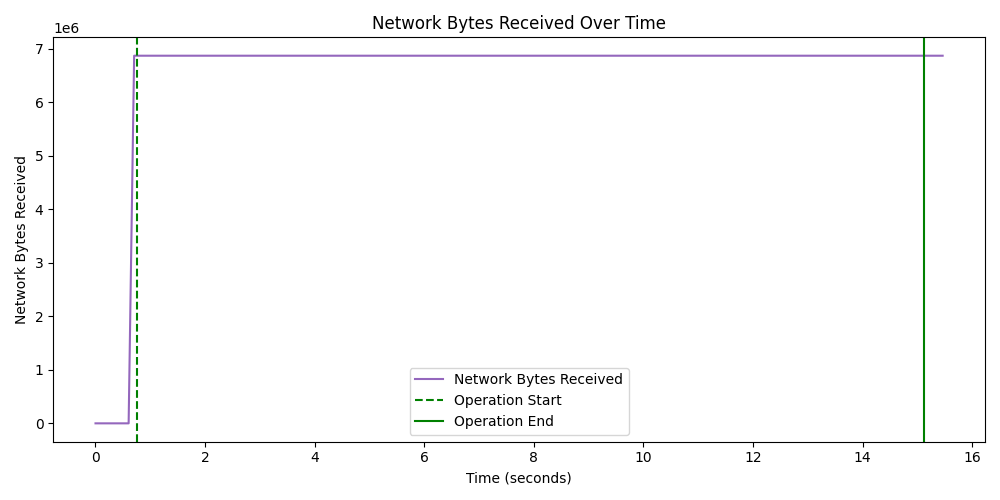 Network Bytes Received Over Time
1e6
7
6
5
4
3
2
1
0
Network Bytes Received
Network Bytes Received
Operation Start
Operation End
0 2 4 6 8 10 12 14 16
Time (seconds)